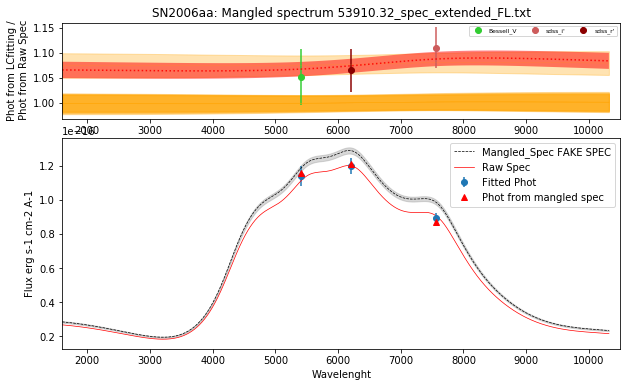 SN2006aa: Mangled spectrum 53910.32_spec_extended_FL.txt
Phot from LCfitting /
Phot from Raw Spec
1.15
1.10
1.05
1.00
Bessell_V
sdss_i'
sdss_r'
2000 3000 4000 5000 6000 7000 8000 9000 10000
1e−16
Flux erg s-1 cm-2 A-1
1.2
1.0
0.8
0.6
0.4
0.2
Mangled_Spec FAKE SPEC
Raw Spec
Fitted Phot
Phot from mangled spec
2000 3000 4000 5000 6000 7000 8000 9000 10000
Wavelenght